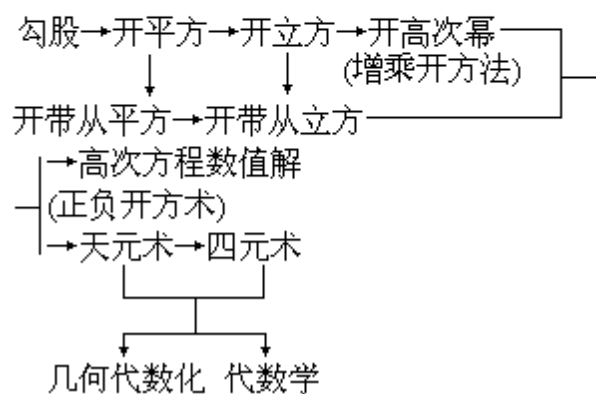 勾股→开平方→开立方→开高次幂
(增乘开方法)
开带从平方→开带从立方
→高次方程数值解
(正负开方术)
→天元术→四元术
几何代数化 代数学